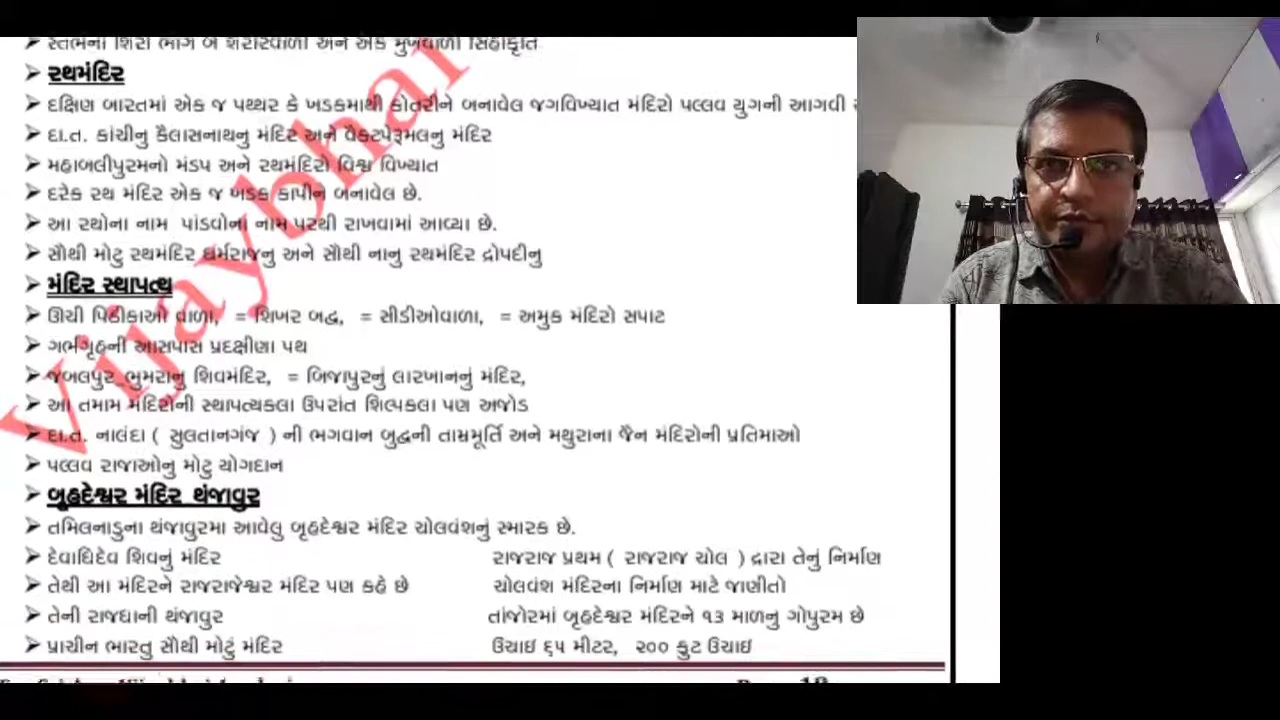 ➤ સ્તંભનો શિરો ભાગ બે શરીરવાળી અને એક મુખવાળી સિંહાકૃતિ
➤ રથમંદિર
➤ દક્ષિણ બારતમાં એક જ પથ્થર કે ખડકમાથી કોતરીને બનાવેલ જગવિખ્યાત મંદિરો પલ્લવ યુગની આગવી
➤ દા.ત. કાંચીનુ કૈલાસનાથનુ મંદિર અને વૈકટપેરૂમલનુ મંદિર
➤ મહાબલીપુરમનો મંડપ અને રથમંદિરો વિશ્વ વિખ્યાત
➤ દરેક રથ મંદિર એક જ ખડક કાપીને બનાવેલ છે.
➤ આ રથોના નામ પાંડવોના નામ પરથી રાખવામાં આવ્યા છે.
➤ સૌથી મોટુ રથમંદિર ધર્મરાજનુ અને સૌથી નાનુ રથમંદિર દ્રોપદીનુ
➤ મંદિર સ્થાપત્ય
➤ ઊચી પિઠીકાઓ વાળા, = શિખર બદ્ધ, = સીડીઓવાળા, = અમુક મંદિરો સપાટ
➤ ગર્ભગૃહની આસપાસ પ્રદક્ષીણા પથ
➤ જબલપુર ભુમરાનુ શિવમંદિર, = બિજાપુરનું લારખાનનું મંદિર,
➤ આ તમામ મંદિરોની સ્થાપત્યકલા ઉપરાંત શિલ્પકલા પણ અજોડ
➤ દા.ત. નાલંદા ( સુલતાનગંજ ) ની ભગવાન બુદ્ધની તામ્રમૂર્તિ અને મથુરાના જૈન મંદિરોની પ્રતિમાઓ
➤ પલ્લવ રાજાઓનુ મોટુ યોગદાન
➤ બૃહદેશ્વર મંદિર થંજાવુર
➤ તમિલનાડુના થંજાવુરમા આવેલુ બૃહદેશ્વર મંદિર ચોલવંશનું સ્મારક છે.
➤ દેવાધિદેવ શિવનું મંદિર રાજરાજ પ્રથમ ( રાજરાજ ચોલ ) દ્વારા તેનું નિર્માણ
➤ તેથી આ મંદિરને રાજરાજેશ્વર મંદિર પણ કહે છે ચોલવંશ મંદિરના નિર્માણ માટે જાણીતો
➤ તેની રાજધાની થંજાવુર તાંજોરમાં બૃહદેશ્વર મંદિરને ૧૩ માળનુ ગોપુરમ છે
➤ પ્રાચીન ભારતુ સૌથી મોટું મંદિર ઉચાઇ ૬૫ મીટર, ૨૦૦ ફુટ ઉચાઇ
Vijaybhai